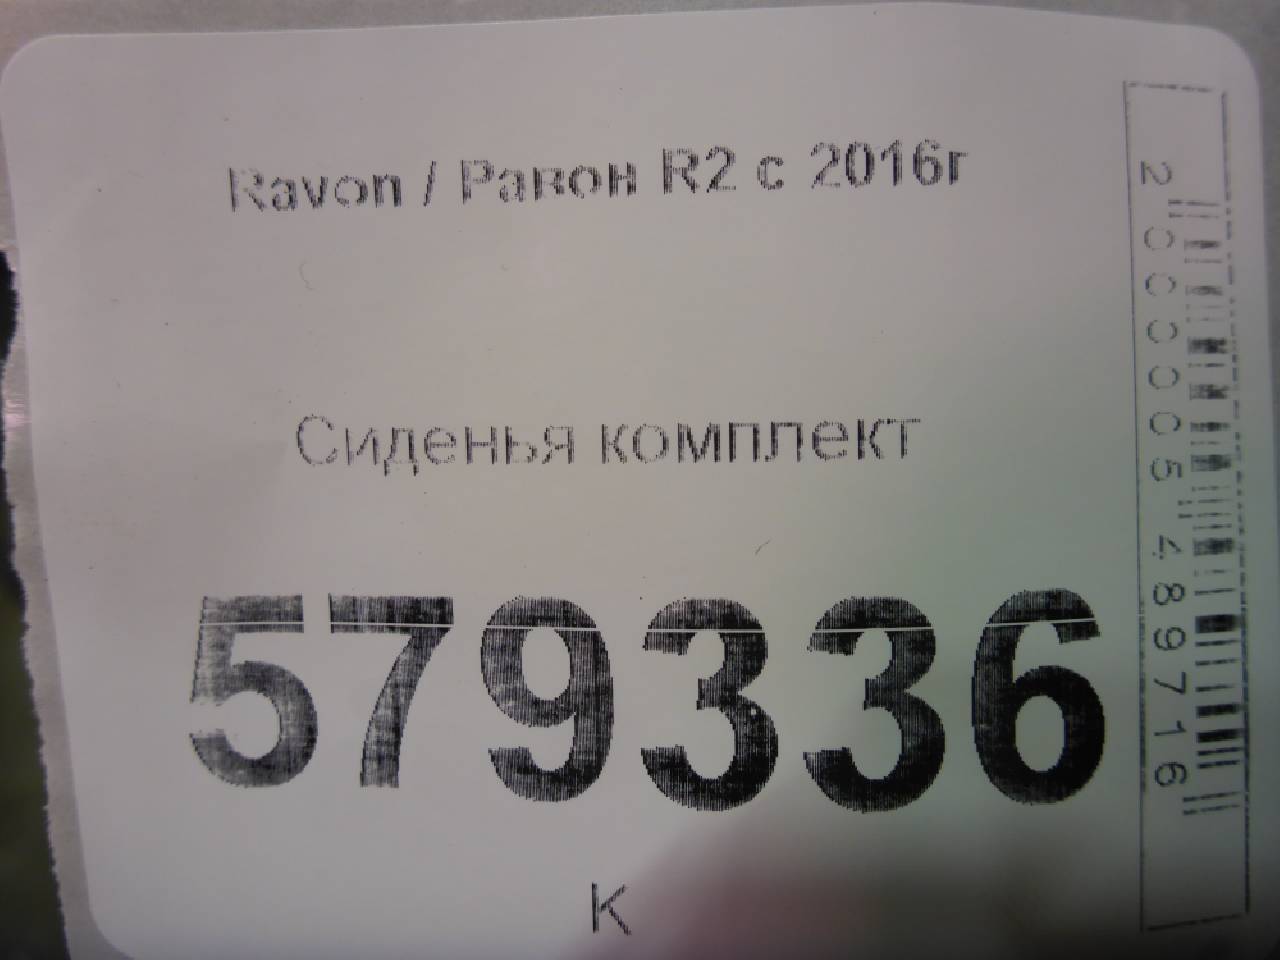 Ravon / Равон R2 с 2016г
Сиденья комплект
579336
К
2000005489716